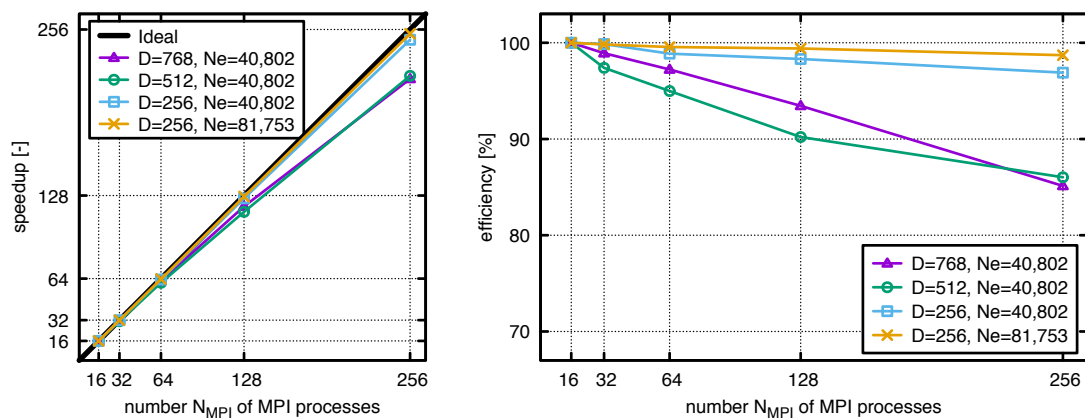 256
128
64
32
16
speedup [-]
Ideal
D=768, Ne=40,802
D=512, Ne=40,802
D=256, Ne=40,802
D=256, Ne=81,753
16 32 64 128 256
number NMPI of MPI processes
100
90
80
70
efficiency [%]
D=768, Ne=40,802
D=512, Ne=40,802
D=256, Ne=40,802
D=256, Ne=81,753
16 32 64 128 256
number NMPI of MPI processes